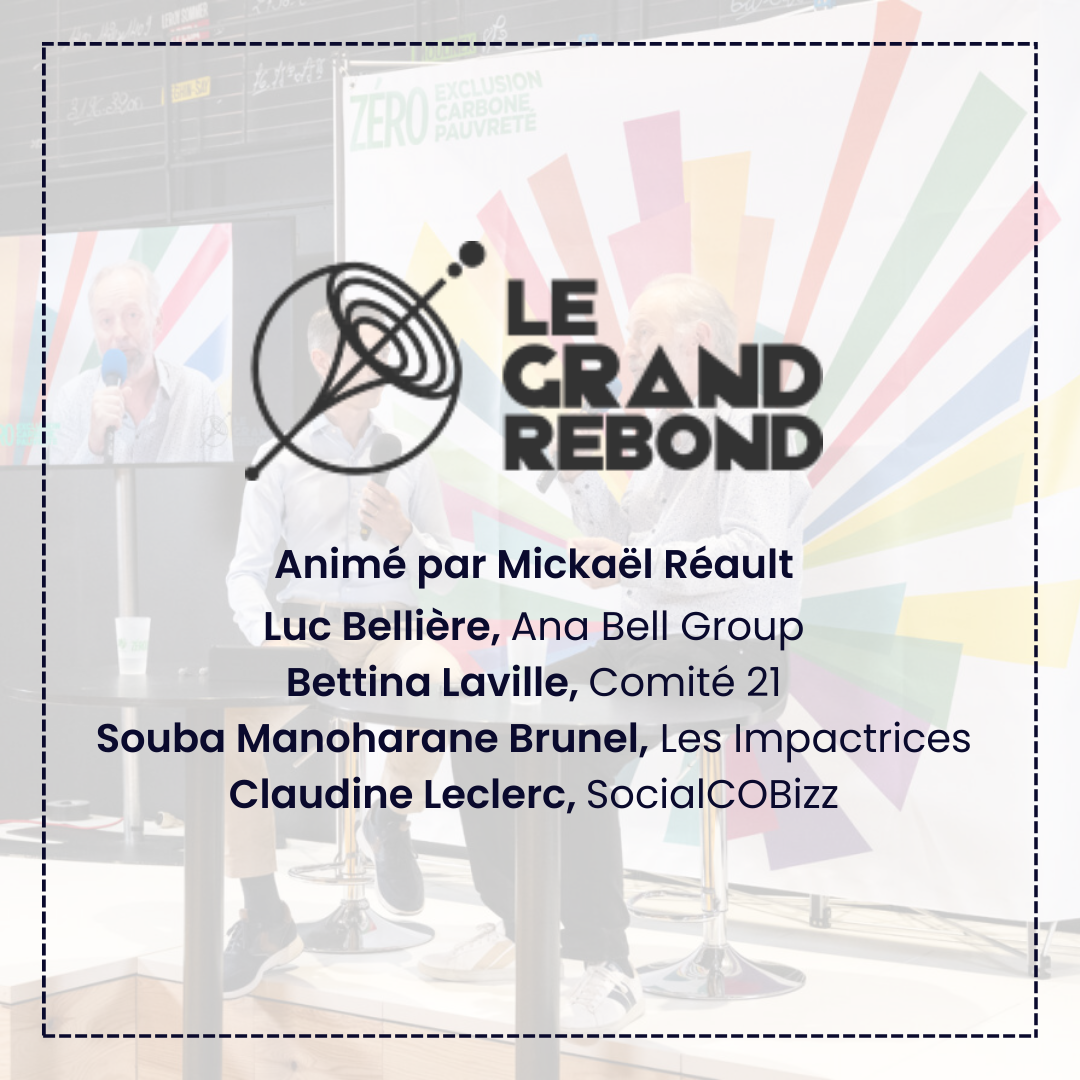 ZÉRO
EXCLUSION
CARBONE
PAUVRETÉ
LE
GRAND
REBOND
Animé par Mickaël Réault
Luc Bellière, Ana Bell Group
Bettina Laville, Comité 21
Souba Manoharane Brunel, Les Impactrices
Claudine Leclerc, SocialCOBizz